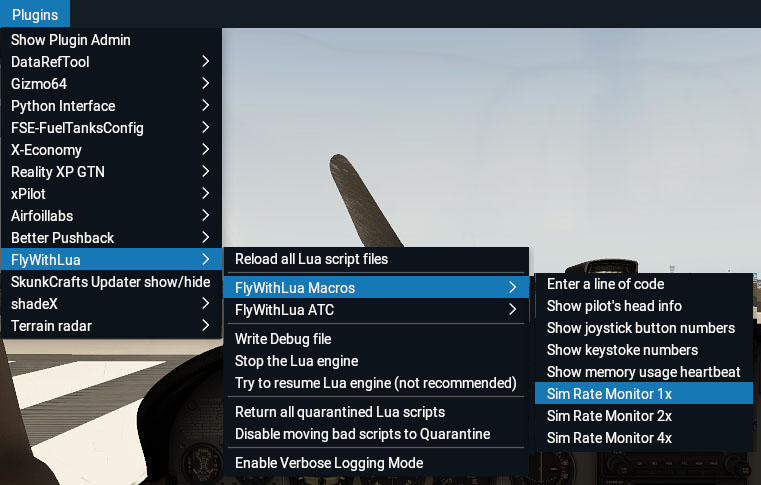 Plugins
Show Plugin Admin
DataRefTool
Gizmo64
Python Interface
FSE-FuelTanksConfig
X-Economy
Reality XP GTN
xPilot
Airfoillabs
Better Pushback
FlyWithLua
SkunkCrafts Updater show/hide
shadeX
Terrain radar
Reload all Lua script files
FlyWithLua Macros
FlyWithLua ATC
Write Debug file
Stop the Lua engine
Try to resume Lua engine (not recommended)
Return all quarantined Lua scripts
Disable moving bad scripts to Quarantine
Enable Verbose Logging Mode
Enter a line of code
Show pilot's head info
Show joystick button numbers
Show keystoke numbers
Show memory usage heartbeat
Sim Rate Monitor 1x
Sim Rate Monitor 2x
Sim Rate Monitor 4x